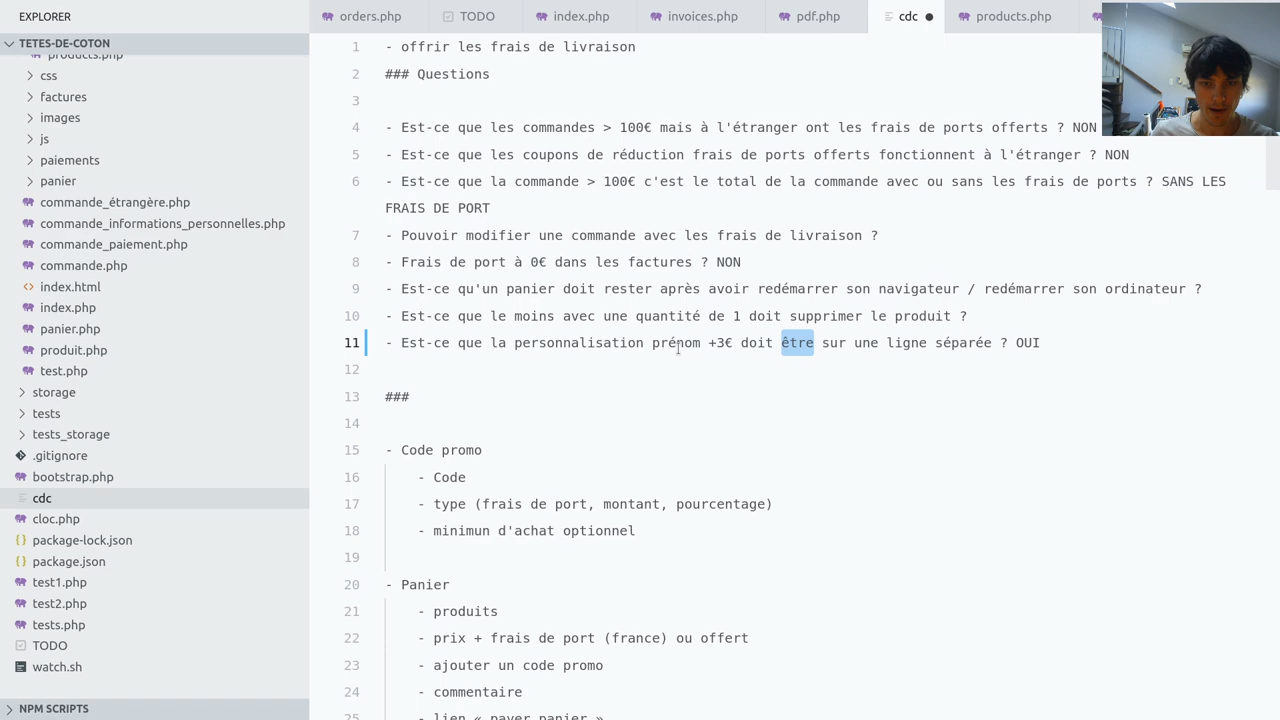 EXPLORER
orders.php
TODO
index.php
invoices.php
pdf.php
cdc
products.php
TETES-DE-COTON
products.php
css
factures
images
js
paiements
panier
commande_étrangère.php
commande_informations_personnelles.php
commande_paiement.php
commande.php
index.html
index.php
panier.php
produit.php
test.php
storage
tests
tests_storage
.gitignore
bootstrap.php
cdc
cloc.php
package-lock.json
package.json
test1.php
test2.php
tests.php
TODO
watch.sh
NPM SCRIPTS
1 - offrir les frais de livraison
2 ### Questions
3
4 - Est-ce que les commandes > 100€ mais à l'étranger ont les frais de ports offerts ? NON
5 - Est-ce que les coupons de réduction frais de ports offerts fonctionnent à l'étranger ? NON
6 - Est-ce que la commande > 100€ c'est le total de la commande avec ou sans les frais de ports ? SANS LES
FRAIS DE PORT
7 - Pouvoir modifier une commande avec les frais de livraison ?
8 - Frais de port à 0€ dans les factures ? NON
9 - Est-ce qu'un panier doit rester après avoir redémarrer son navigateur / redémarrer son ordinateur ?
10 - Est-ce que le moins avec une quantité de 1 doit supprimer le produit ?
11 - Est-ce que la personnalisation prénom +3€ doit être sur une ligne séparée ? OUI
12
13 ###
14
15 - Code promo
16 - Code
17 - type (frais de port, montant, pourcentage)
18 - minimun d'achat optionnel
19
20 - Panier
21 - produits
22 - prix + frais de port (france) ou offert
23 - ajouter un code promo
24 - commentaire
25 - lien « payer panier »